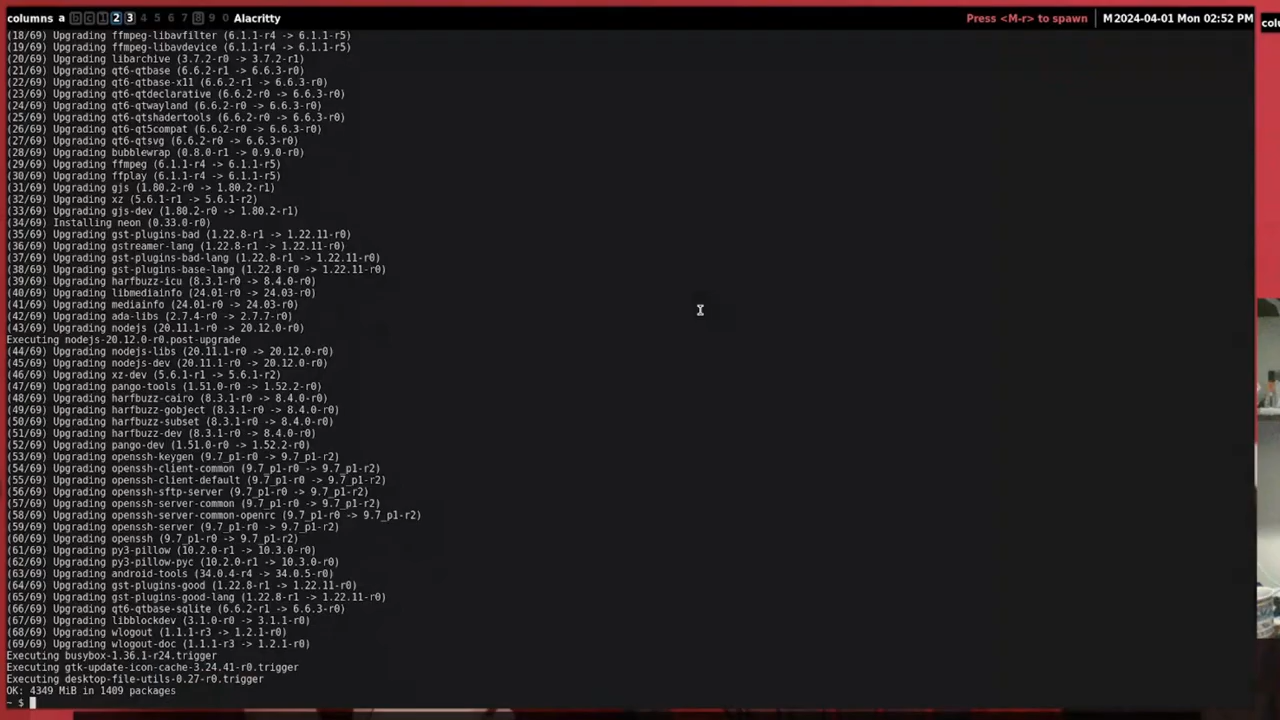 columns a b c 1 2 3 4 5 6 7 8 9 0 Alacritty Press <M-r> to spawn M2024-04-01 Mon 02:52 PM
(18/69) Upgrading ffmpeg-libavfilter (6.1.1-r4 -> 6.1.1-r5)
(19/69) Upgrading ffmpeg-libavdevice (6.1.1-r4 -> 6.1.1-r5)
(20/69) Upgrading libarchive (3.7.2-r0 -> 3.7.2-r1)
(21/69) Upgrading qt6-qtbase (6.6.2-r1 -> 6.6.3-r0)
(22/69) Upgrading qt6-qtbase-x11 (6.6.2-r1 -> 6.6.3-r0)
(23/69) Upgrading qt6-qtdeclarative (6.6.2-r0 -> 6.6.3-r0)
(24/69) Upgrading qt6-qtwayland (6.6.2-r0 -> 6.6.3-r0)
(25/69) Upgrading qt6-qtshadertools (6.6.2-r0 -> 6.6.3-r0)
(26/69) Upgrading qt6-qt5compat (6.6.2-r0 -> 6.6.3-r0)
(27/69) Upgrading qt6-qtsvg (6.6.2-r0 -> 6.6.3-r0)
(28/69) Upgrading bubblewrap (0.8.0-r1 -> 0.9.0-r0)
(29/69) Upgrading ffmpeg (6.1.1-r4 -> 6.1.1-r5)
(30/69) Upgrading ffplay (6.1.1-r4 -> 6.1.1-r5)
(31/69) Upgrading gjs (1.80.2-r0 -> 1.80.2-r1)
(32/69) Upgrading xz (5.6.1-r1 -> 5.6.1-r2)
(33/69) Upgrading gjs-dev (1.80.2-r0 -> 1.80.2-r1)
(34/69) Installing neon (0.33.0-r0)
(35/69) Upgrading gst-plugins-bad (1.22.8-r1 -> 1.22.11-r0)
(36/69) Upgrading gstreamer-lang (1.22.8-r1 -> 1.22.11-r0)
(37/69) Upgrading gst-plugins-bad-lang (1.22.8-r1 -> 1.22.11-r0)
(38/69) Upgrading gst-plugins-base-lang (1.22.8-r0 -> 1.22.11-r0)
(39/69) Upgrading harfbuzz-icu (8.3.1-r0 -> 8.4.0-r0)
(40/69) Upgrading libmediainfo (24.01-r0 -> 24.03-r0)
(41/69) Upgrading mediainfo (24.01-r0 -> 24.03-r0)
(42/69) Upgrading ada-libs (2.7.4-r0 -> 2.7.7-r0)
(43/69) Upgrading nodejs (20.11.1-r0 -> 20.12.0-r0)
Executing nodejs-20.12.0-r0.post-upgrade
(44/69) Upgrading nodejs-libs (20.11.1-r0 -> 20.12.0-r0)
(45/69) Upgrading nodejs-dev (20.11.1-r0 -> 20.12.0-r0)
(46/69) Upgrading xz-dev (5.6.1-r1 -> 5.6.1-r2)
(47/69) Upgrading pango-tools (1.51.0-r0 -> 1.52.2-r0)
(48/69) Upgrading harfbuzz-cairo (8.3.1-r0 -> 8.4.0-r0)
(49/69) Upgrading harfbuzz-gobject (8.3.1-r0 -> 8.4.0-r0)
(50/69) Upgrading harfbuzz-subset (8.3.1-r0 -> 8.4.0-r0)
(51/69) Upgrading harfbuzz-dev (8.3.1-r0 -> 8.4.0-r0)
(52/69) Upgrading pango-dev (1.51.0-r0 -> 1.52.2-r0)
(53/69) Upgrading openssh-keygen (9.7_p1-r0 -> 9.7_p1-r2)
(54/69) Upgrading openssh-client-common (9.7_p1-r0 -> 9.7_p1-r2)
(55/69) Upgrading openssh-client-default (9.7_p1-r0 -> 9.7_p1-r2)
(56/69) Upgrading openssh-sftp-server (9.7_p1-r0 -> 9.7_p1-r2)
(57/69) Upgrading openssh-server-common (9.7_p1-r0 -> 9.7_p1-r2)
(58/69) Upgrading openssh-server-common-openrc (9.7_p1-r0 -> 9.7_p1-r2)
(59/69) Upgrading openssh-server (9.7_p1-r0 -> 9.7_p1-r2)
(60/69) Upgrading openssh (9.7_p1-r0 -> 9.7_p1-r2)
(61/69) Upgrading py3-pillow (10.2.0-r1 -> 10.3.0-r0)
(62/69) Upgrading py3-pillow-pyc (10.2.0-r1 -> 10.3.0-r0)
(63/69) Upgrading android-tools (34.0.4-r4 -> 34.0.5-r0)
(64/69) Upgrading gst-plugins-good (1.22.8-r1 -> 1.22.11-r0)
(65/69) Upgrading gst-plugins-good-lang (1.22.8-r1 -> 1.22.11-r0)
(66/69) Upgrading qt6-qtbase-sqlite (6.6.2-r1 -> 6.6.3-r0)
(67/69) Upgrading libblockdev (3.1.0-r0 -> 3.1.1-r0)
(68/69) Upgrading wlogout (1.1.1-r3 -> 1.2.1-r0)
(69/69) Upgrading wlogout-doc (1.1.1-r3 -> 1.2.1-r0)
Executing busybox-1.36.1-r24.trigger
Executing gtk-update-icon-cache-3.24.41-r0.trigger
Executing desktop-file-utils-0.27-r0.trigger
OK: 4349 MiB in 1409 packages
~ $